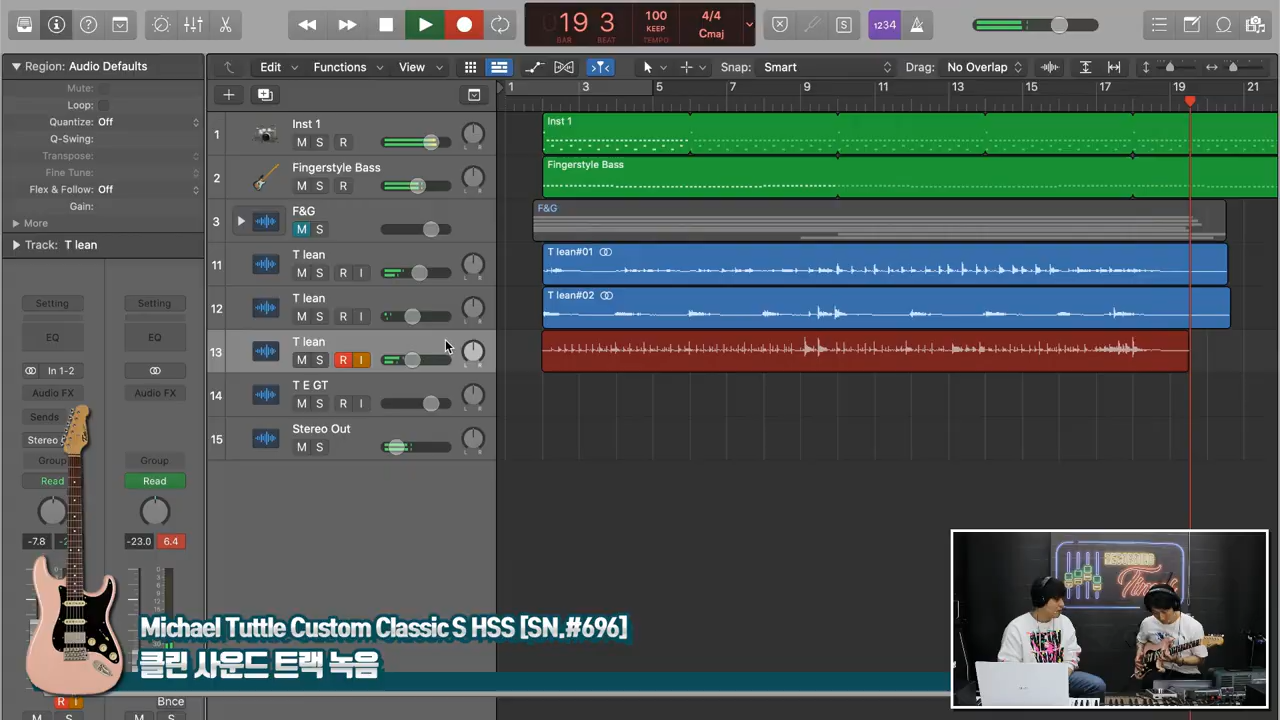 19 3
BAR BEAT
100
KEEP
TEMPO
4/4
Cmaj
1234
Region: Audio Defaults
Mute:
Loop:
Quantize: Off
Q-Swing:
Transpose:
Fine Tune:
Flex & Follow: Off
Gain:
More
Track: T lean
Edit
Functions
View
Snap: Smart
Drag: No Overlap
1 3 5 7 9 11 13 15 17 19 21
1 Inst 1
M S R
Inst 1
2 Fingerstyle Bass
M S R
Fingerstyle Bass
3 F&G
M S
F&G
11 T lean
M S R I
T lean#01
12 T lean
M S R I
T lean#02
13 T lean
M S R I
14 T E GT
M S R I
15 Stereo Out
M S
Setting Setting
EQ EQ
In 1-2
Audio FX Audio FX
Sends
Stereo
Group Group
Read Read
-7.8
-23.0 6.4
Michael Tuttle Custom Classic S HSS [SN.#696]
클린 사운드 트랙 녹음
R I
Bnce
M S M S
RECORDING
Time
NEW